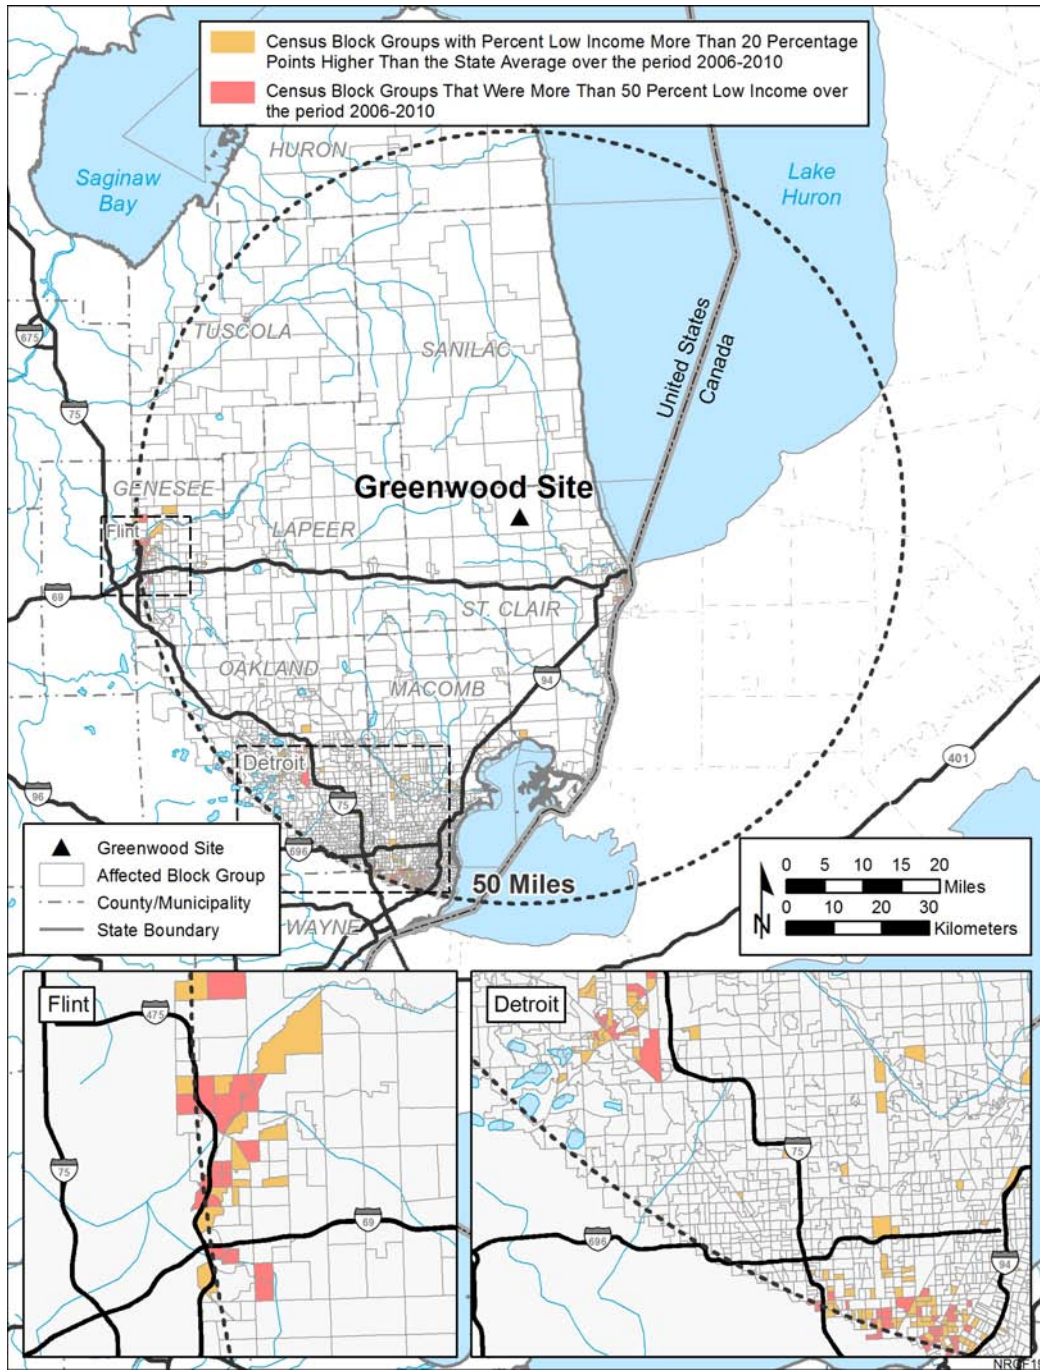 Census Block Groups with Percent Low Income More Than 20 Percentage
Points Higher Than the State Average over the period 2006-2010
Census Block Groups That Were More Than 50 Percent Low Income over
the period 2006-2010
HURON
Saginaw
Bay
Lake
Huron
TUSCOLA
675
SANILAC
United States
Canada
75
GENESEE
Greenwood Site
Flint
LAPEER
69
ST. CLAIR
OAKLAND
MACOMB
94
Detroit
401
96
75
696
Greenwood Site
Affected Block Group
County/Municipality
State Boundary
WAYNE
50 Miles
0 5 10 15 20
Miles
0 10 20 30
Kilometers
N
Flint
475
75
69
Detroit
75
696
94